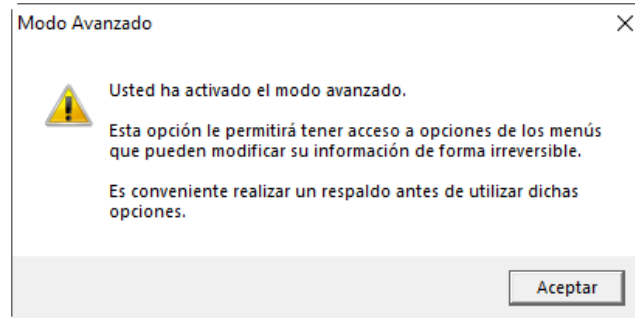 Modo Avanzado
Usted ha activado el modo avanzado.
Esta opción le permitirá tener acceso a opciones de los menús
que pueden modificar su información de forma irreversible.
Es conveniente realizar un respaldo antes de utilizar dichas
opciones.
Aceptar